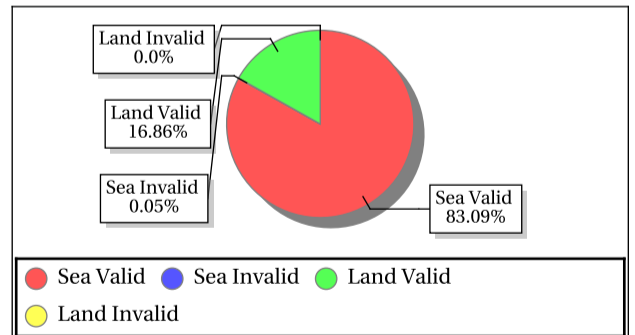 Land Invalid
0.0%
Land Valid
16.86%
Sea Invalid
0.05%
Sea Valid
83.09%
Sea Valid Sea Invalid Land Valid
Land Invalid